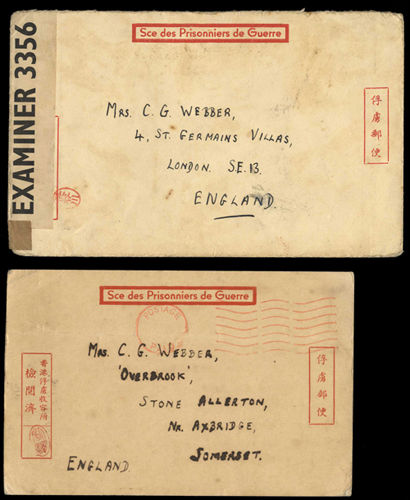 EXAMINER 3356
Sce des Prisonniers de Guerre
MRS. C. G. WEBBER,
4, ST. GERMAINS VILLAS,
LONDON. S.E.13.
ENGLAND.
俘虜郵便
Sce des Prisonniers de Guerre
POSTAGE
MRS. C. G. WEBBER,
'OVERBROOK',
STONE ALLERTON,
NR. AXBRIDGE,
SOMERSET.
ENGLAND
俘虜郵便
香港俘虜收容所
檢閱濟